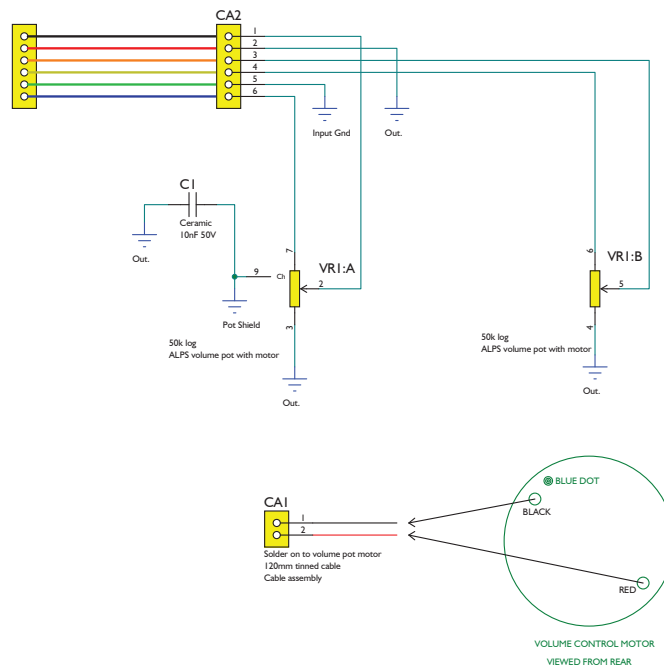 CA2
1
2
3
4
5
6
Input Gnd
Out.
C1
Ceramic
10nF 50V
Out.
9
Ch
Pot Shield
7
VR1:A
2
3
50k log
ALPS volume pot with motor
Out.
6
VR1:B
5
4
50k log
ALPS volume pot with motor
Out.
CA1
1
2
Solder on to volume pot motor
120mm tinned cable
Cable assembly
BLUE DOT
BLACK
RED
VOLUME CONTROL MOTOR
VIEWED FROM REAR